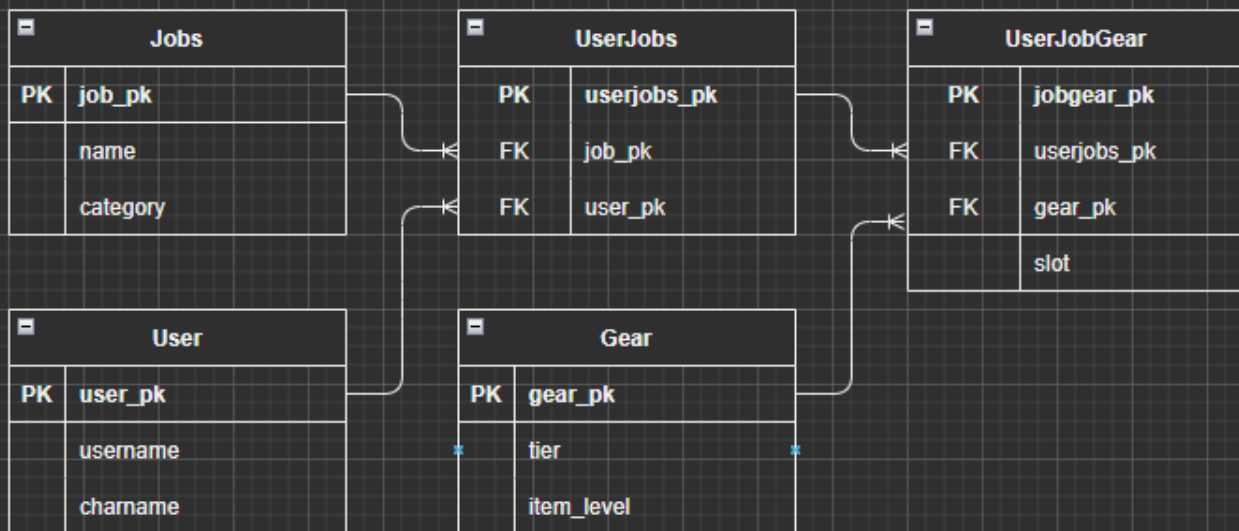 Jobs
PK job_pk
name
category
UserJobs
PK userjobs_pk
FK job_pk
FK user_pk
UserJobGear
PK jobgear_pk
FK userjobs_pk
FK gear_pk
slot
User
PK user_pk
username
charname
Gear
PK gear_pk
tier
item_level